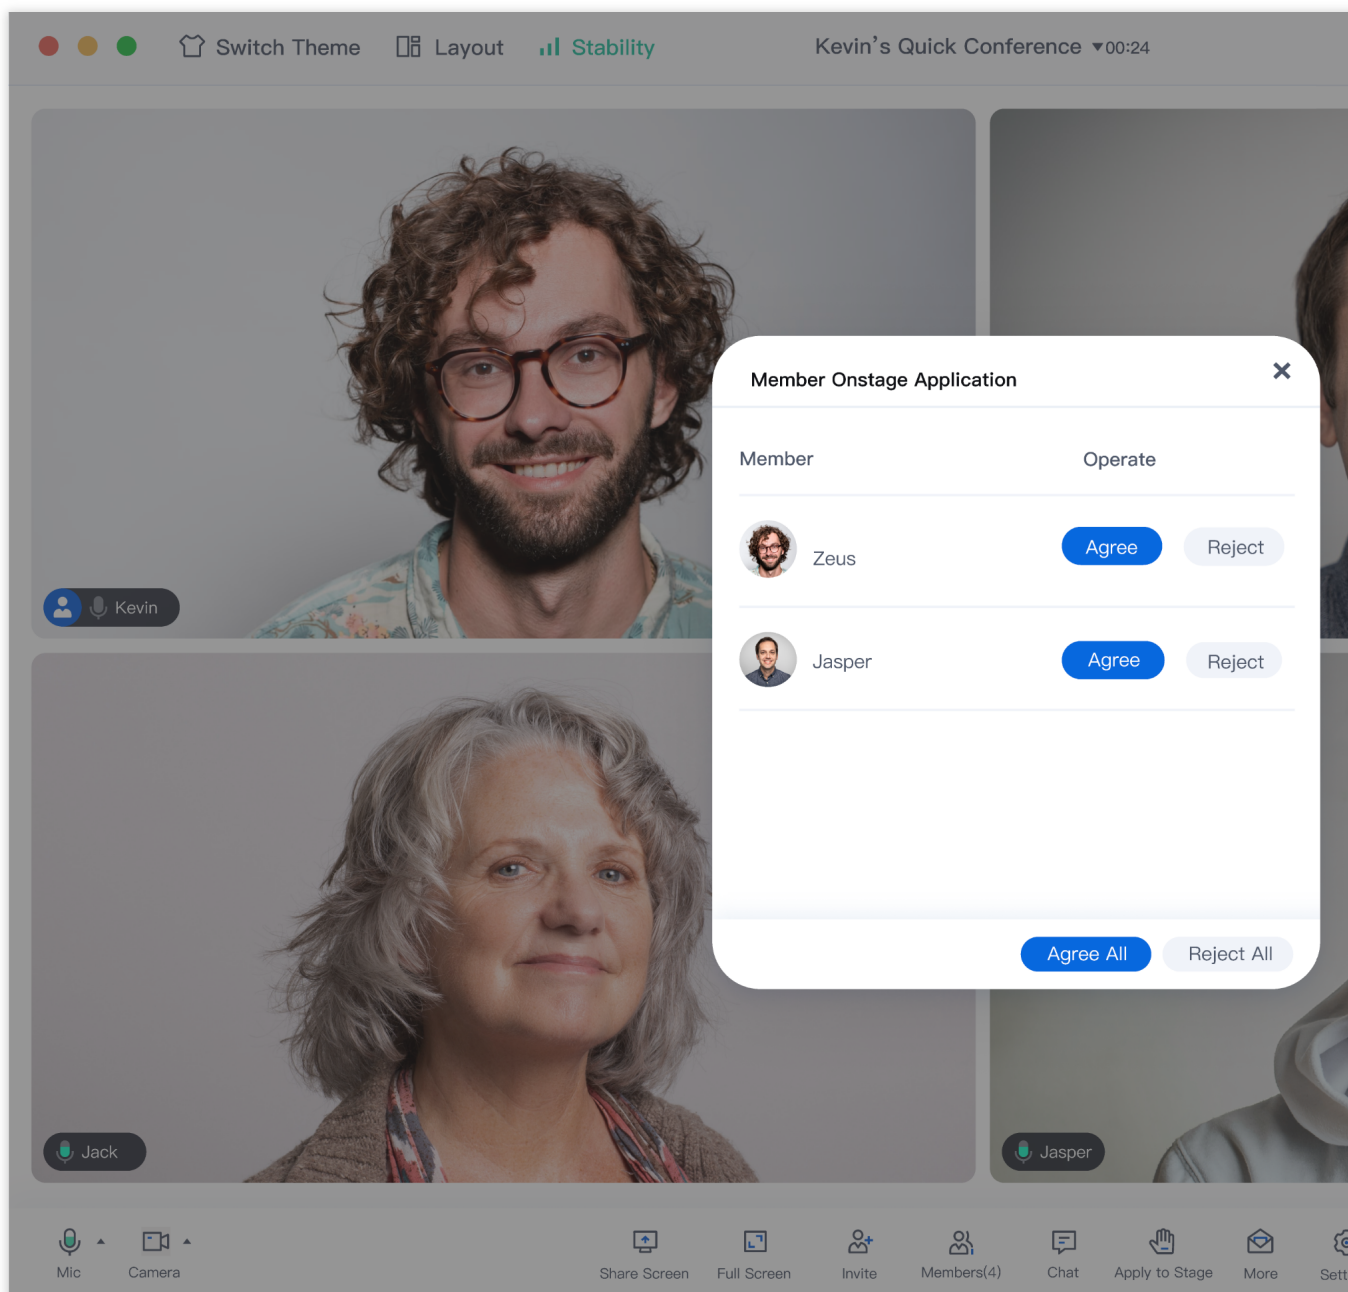 Switch Theme Layout Stability Kevin's Quick Conference ▾00:24
Member Onstage Application
Member Operate
Zeus Agree Reject
Kevin
Jasper Agree Reject
Agree All Reject All
Jack
Jasper
Mic Camera Share Screen Full Screen Invite Members(4) Chat Apply to Stage More Sett